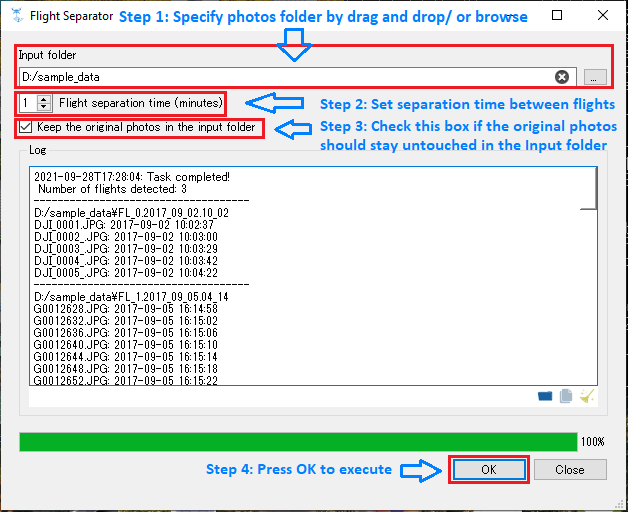 Flight Separator
Step 1: Specify photos folder by drag and drop/ or browse
Input folder
D:/sample_data
...
1
Flight separation time (minutes)
Step 2: Set separation time between flights
Keep the original photos in the input folder
Step 3: Check this box if the original photos
should stay untouched in the Input folder
Log
2021-09-28T17:28:04: Task completed!
Number of flights detected: 3
------------------------------------
D:/sample_data¥FL_0.2017_09_02.10_02
DJI_0001.JPG: 2017-09-02 10:02:37
DJI_0002_.JPG: 2017-09-02 10:03:00
DJI_0003_.JPG: 2017-09-02 10:03:29
DJI_0004_.JPG: 2017-09-02 10:03:42
DJI_0005_.JPG: 2017-09-02 10:04:22
------------------------------------
D:/sample_data¥FL_1.2017_09_05.04_14
G0012628.JPG: 2017-09-05 16:14:58
G0012632.JPG: 2017-09-05 16:15:02
G0012636.JPG: 2017-09-05 16:15:06
G0012640.JPG: 2017-09-05 16:15:10
G0012644.JPG: 2017-09-05 16:15:14
G0012648.JPG: 2017-09-05 16:15:18
G0012652.JPG: 2017-09-05 16:15:22
100%
Step 4: Press OK to execute
OK
Close